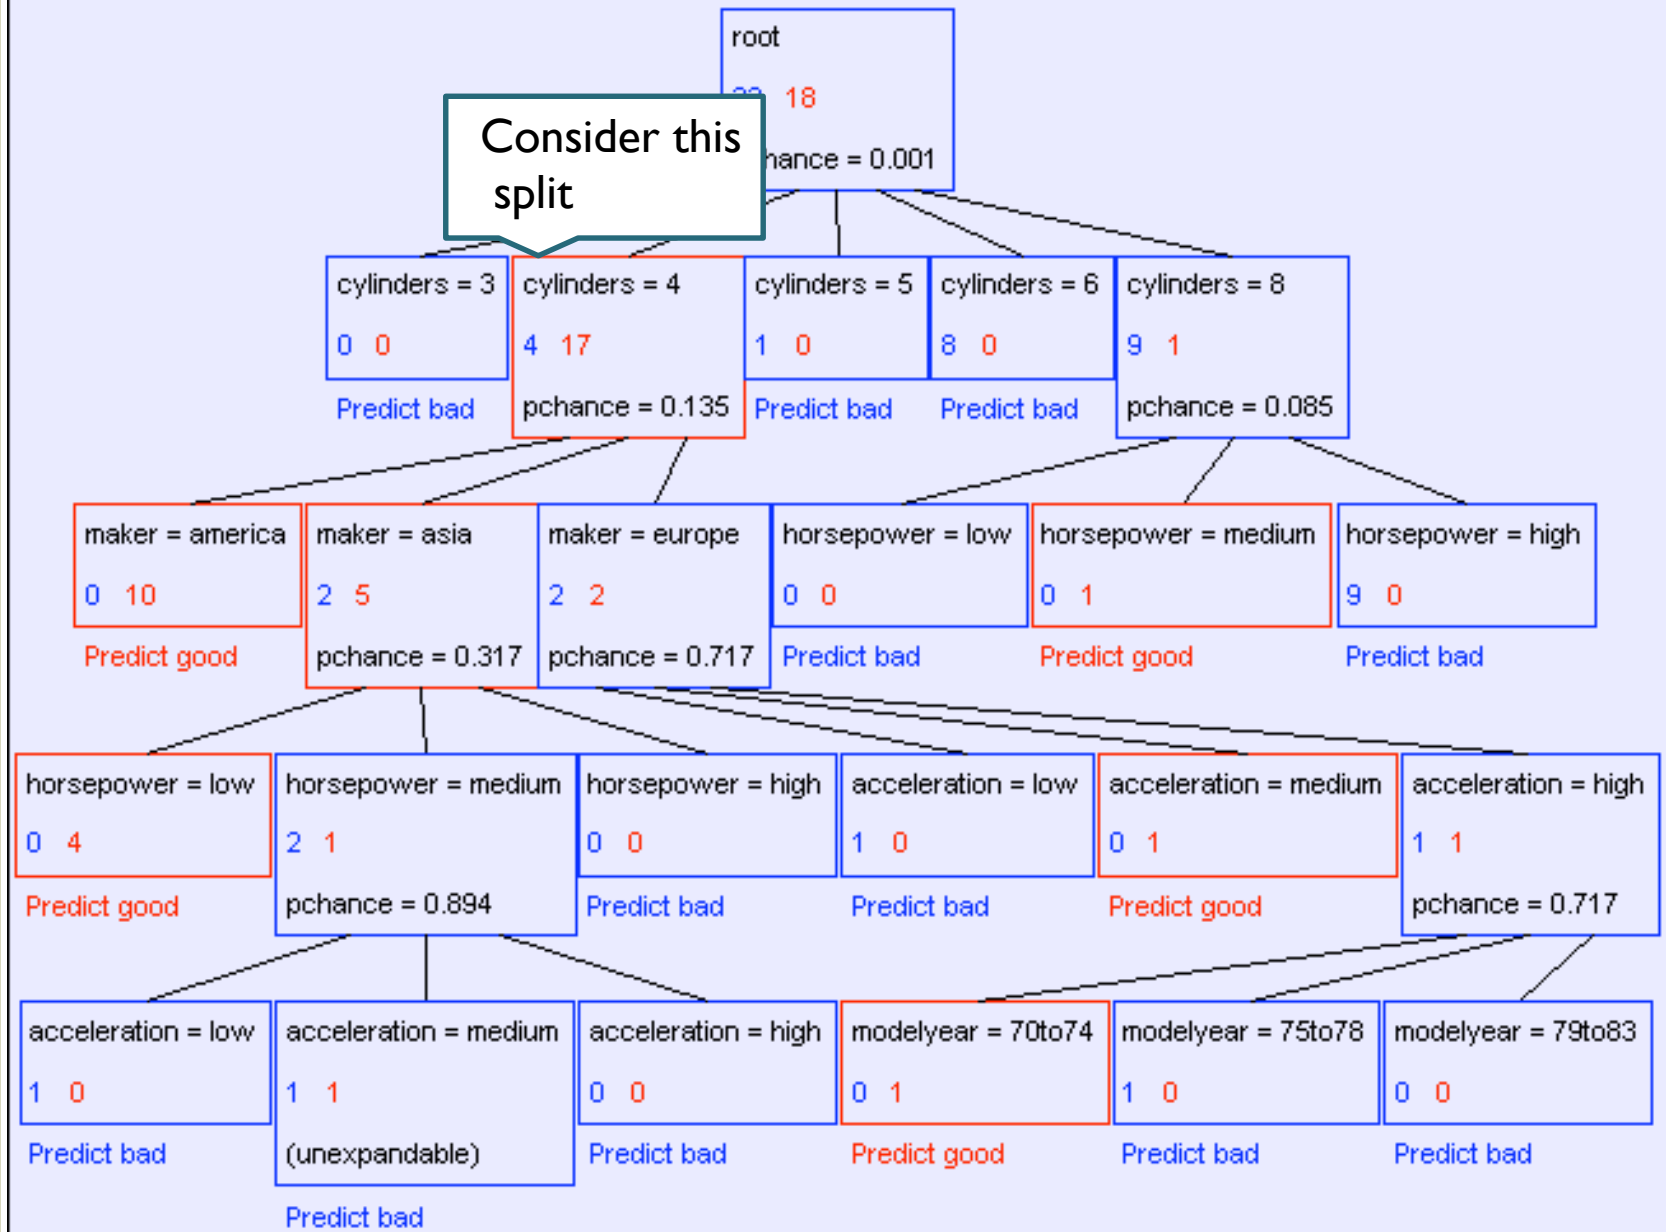 root
18
Consider this
split
hance = 0.001
cylinders = 3
0 0
Predict bad
cylinders = 4
4 17
pchance = 0.135
cylinders = 5
1 0
Predict bad
cylinders = 6
8 0
Predict bad
cylinders = 8
9 1
pchance = 0.085
maker = america
0 10
Predict good
maker = asia
2 5
pchance = 0.317
maker = europe
2 2
pchance = 0.717
horsepower = low
0 0
Predict bad
horsepower = medium
0 1
Predict good
horsepower = high
9 0
Predict bad
horsepower = low
0 4
Predict good
horsepower = medium
2 1
pchance = 0.894
horsepower = high
0 0
Predict bad
acceleration = low
1 0
Predict bad
acceleration = medium
0 1
Predict good
acceleration = high
1 1
pchance = 0.717
acceleration = low
1 0
Predict bad
acceleration = medium
1 1
(unexpandable)
Predict bad
acceleration = high
0 0
Predict bad
modelyear = 70to74
0 1
Predict good
modelyear = 75to78
1 0
Predict bad
modelyear = 79to83
0 0
Predict bad